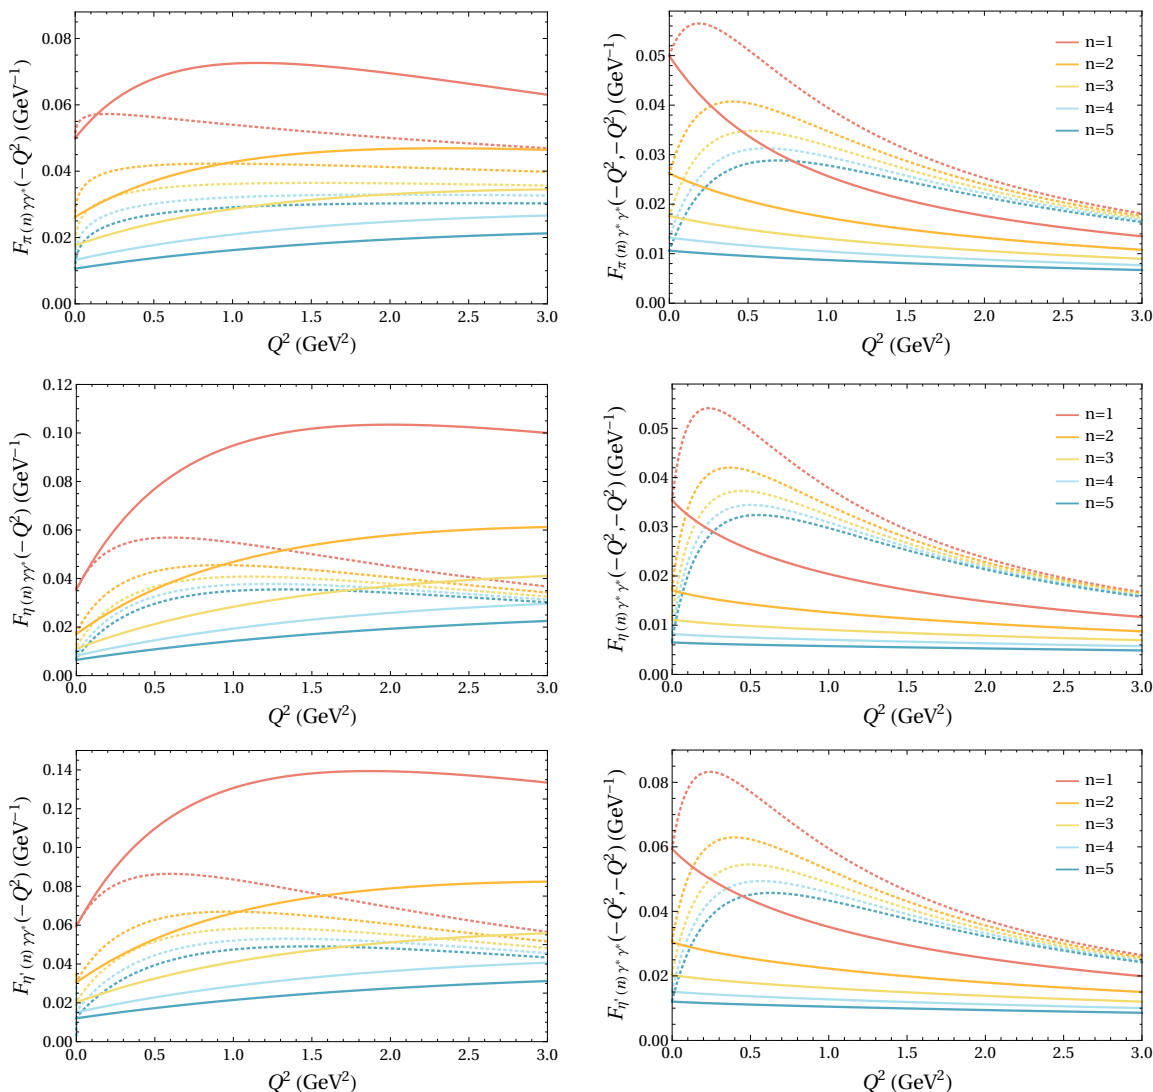 F_{π(n)γγ*}(−Q²) (GeV⁻¹)
0.08
0.06
0.04
0.02
0.00
0.0 0.5 1.0 1.5 2.0 2.5 3.0
Q² (GeV²)
F_{π(n)γ*γ*}(−Q²,−Q²) (GeV⁻¹)
0.05
0.04
0.03
0.02
0.01
0.00
n=1
n=2
n=3
n=4
n=5
0.0 0.5 1.0 1.5 2.0 2.5 3.0
Q² (GeV²)
F_{η(n)γγ*}(−Q²) (GeV⁻¹)
0.12
0.10
0.08
0.06
0.04
0.02
0.00
0.0 0.5 1.0 1.5 2.0 2.5 3.0
Q² (GeV²)
F_{η(n)γ*γ*}(−Q²,−Q²) (GeV⁻¹)
0.05
0.04
0.03
0.02
0.01
0.00
n=1
n=2
n=3
n=4
n=5
0.0 0.5 1.0 1.5 2.0 2.5 3.0
Q² (GeV²)
F_{η'(n)γγ*}(−Q²) (GeV⁻¹)
0.14
0.12
0.10
0.08
0.06
0.04
0.02
0.00
0.0 0.5 1.0 1.5 2.0 2.5 3.0
Q² (GeV²)
F_{η'(n)γ*γ*}(−Q²,−Q²) (GeV⁻¹)
0.08
0.06
0.04
0.02
0.00
n=1
n=2
n=3
n=4
n=5
0.0 0.5 1.0 1.5 2.0 2.5 3.0
Q² (GeV²)